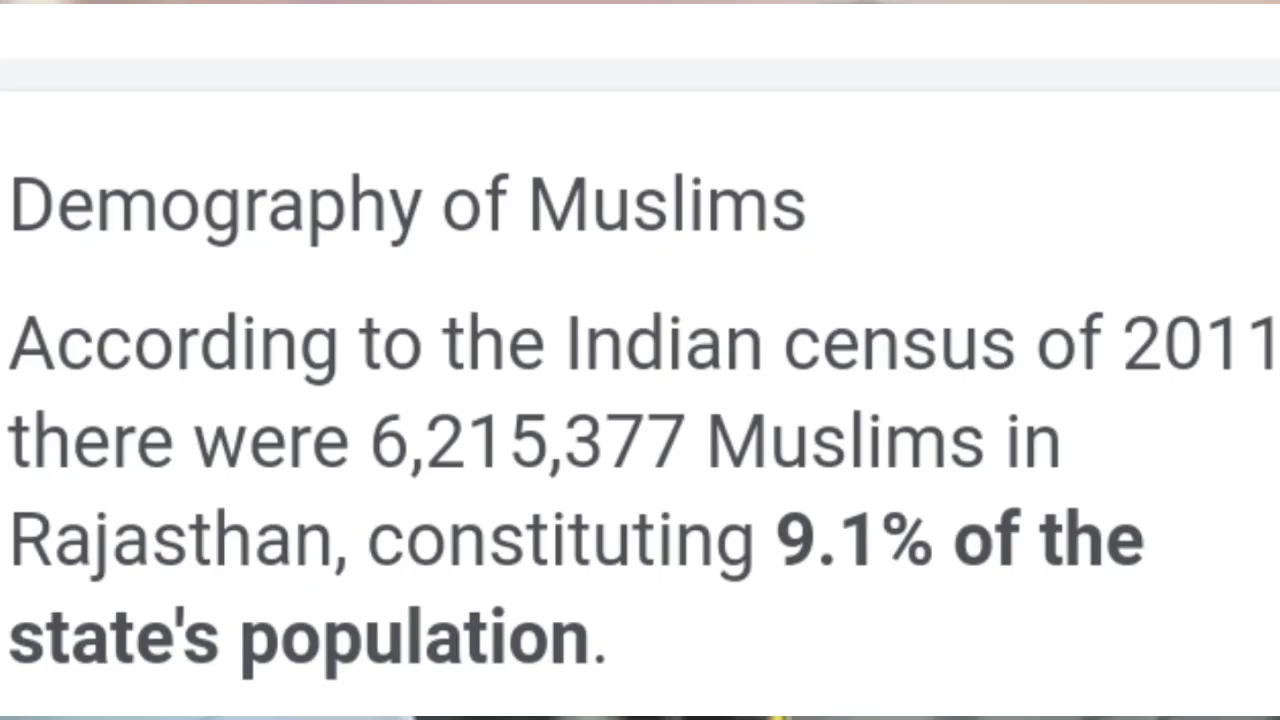 Demography of Muslims
According to the Indian census of 2011
there were 6,215,377 Muslims in
Rajasthan, constituting 9.1% of the
state's population.